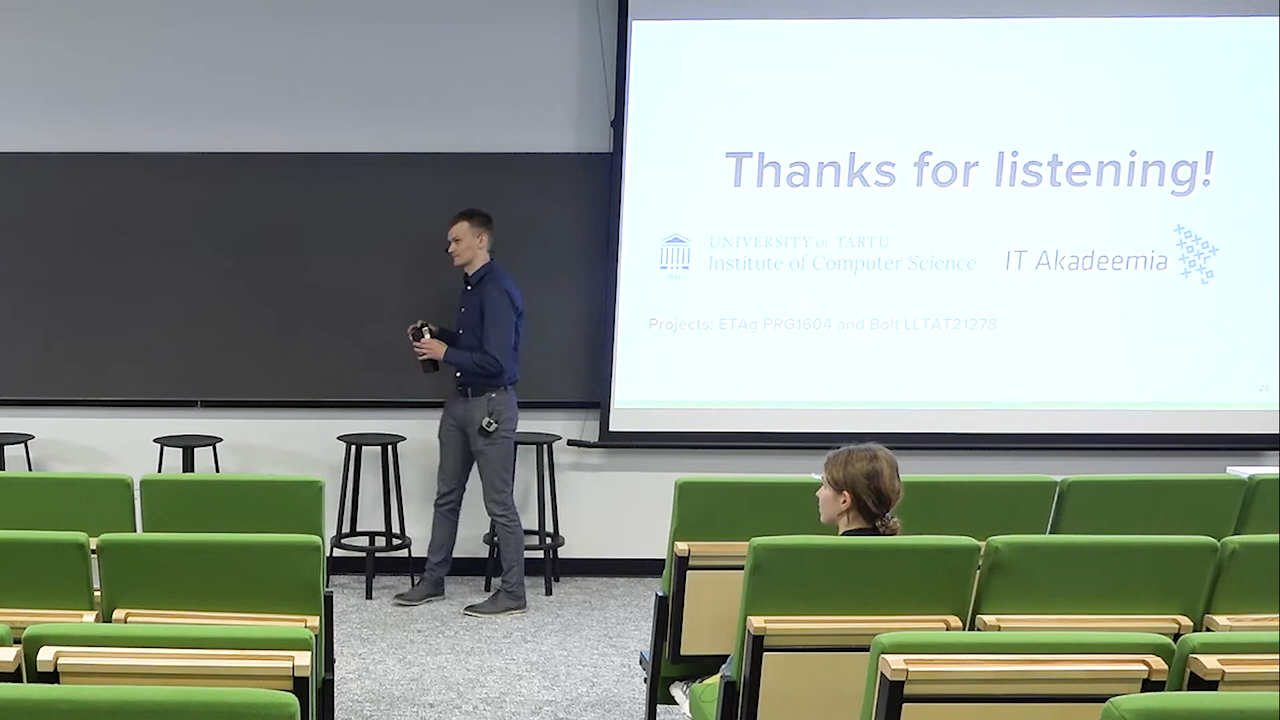 Thanks for listening!
UNIVERSITY OF TARTU
Institute of Computer Science
IT Akadeemia
Projects: ETAg PRG1604 and Bolt LLTAT21278